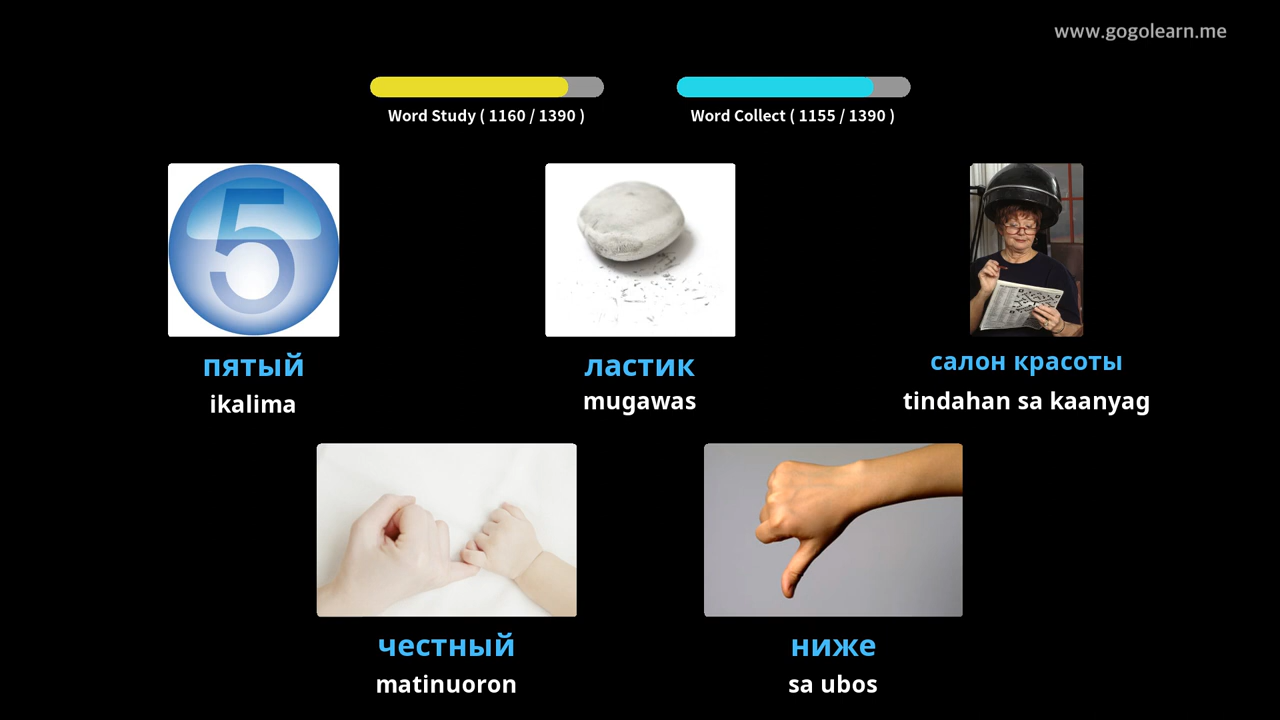 www.gogolearn.me
Word Study ( 1160 / 1390 )
Word Collect ( 1155 / 1390 )
5
пятый
ikalima
ластик
mugawas
салон красоты
tindahan sa kaanyag
честный
matinuoron
ниже
sa ubos